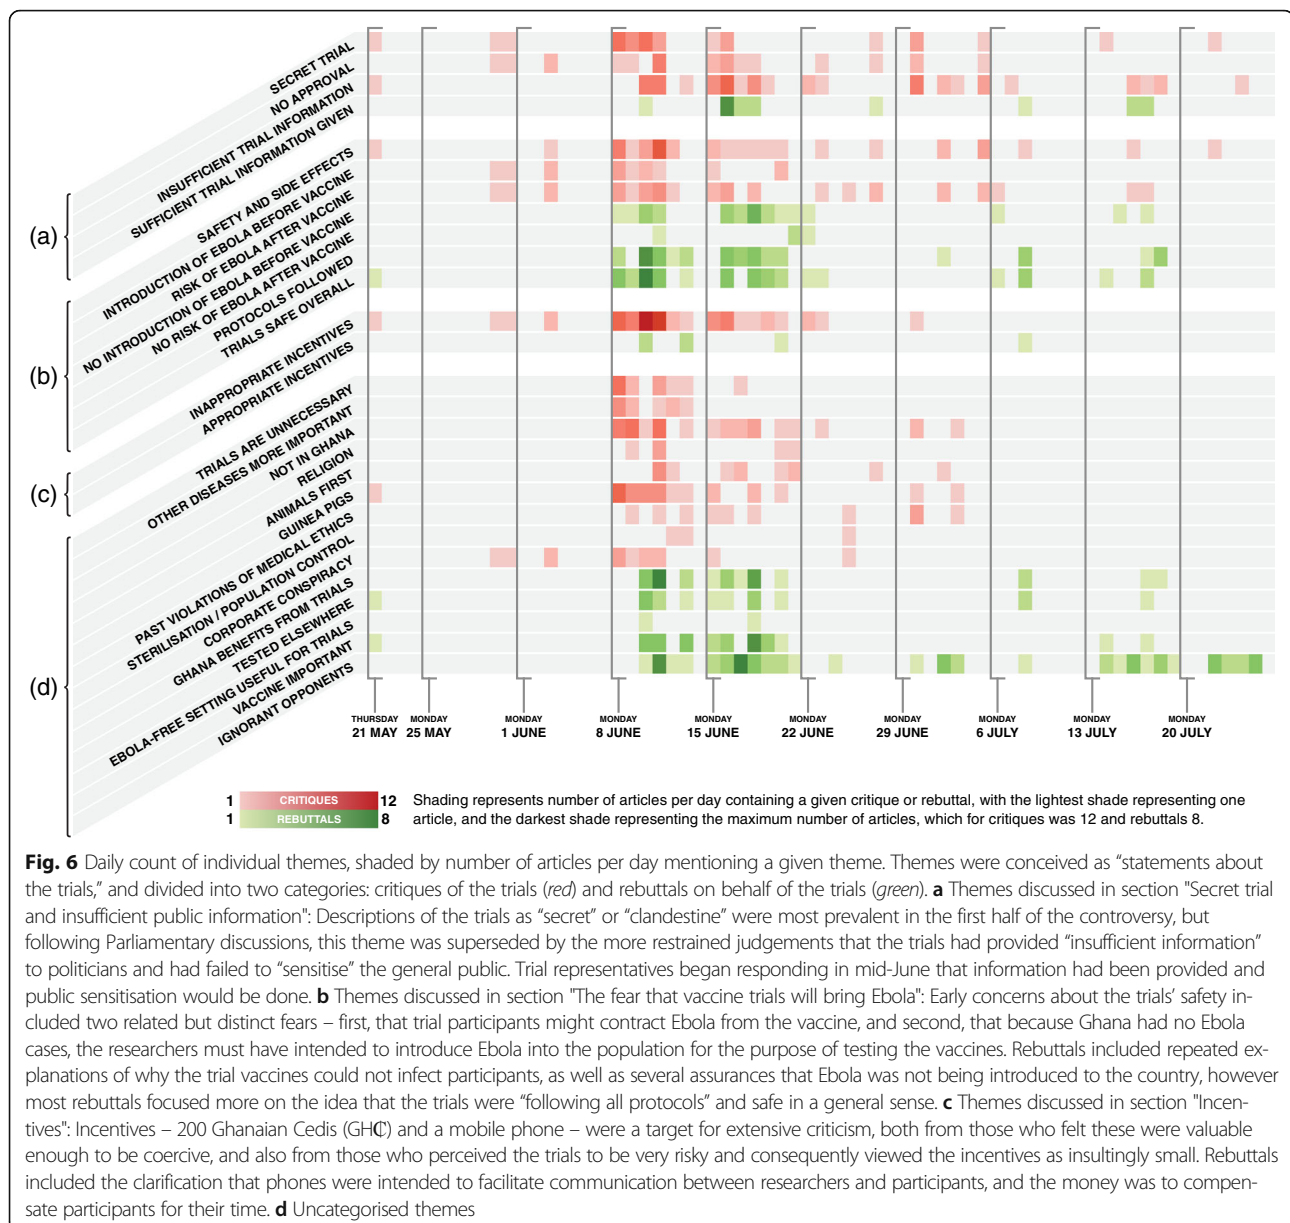 SECRET TRIAL
NO APPROVAL
INSUFFICIENT TRIAL INFORMATION
SUFFICIENT TRIAL INFORMATION GIVEN
(a)
SAFETY AND SIDE EFFECTS
INTRODUCTION OF EBOLA BEFORE VACCINE
RISK OF EBOLA AFTER VACCINE
NO INTRODUCTION OF EBOLA BEFORE VACCINE
NO RISK OF EBOLA AFTER VACCINE
PROTOCOLS FOLLOWED
TRIALS SAFE OVERALL
(b)
INAPPROPRIATE INCENTIVES
APPROPRIATE INCENTIVES
(c)
TRIALS ARE UNNECESSARY
OTHER DISEASES MORE IMPORTANT
NOT IN GHANA
RELIGION
ANIMALS FIRST
GUINEA PIGS
PAST VIOLATIONS OF MEDICAL ETHICS
STERILISATION / POPULATION CONTROL
CORPORATE CONSPIRACY
GHANA BENEFITS FROM TRIALS
TESTED ELSEWHERE
EBOLA-FREE SETTING USEFUL FOR TRIALS
VACCINE IMPORTANT
IGNORANT OPPONENTS
(d)
THURSDAY MONDAY MONDAY MONDAY MONDAY MONDAY MONDAY MONDAY MONDAY MONDAY
21 MAY 25 MAY 1 JUNE 8 JUNE 15 JUNE 22 JUNE 29 JUNE 6 JULY 13 JULY 20 JULY
1 CRITIQUES 12 Shading represents number of articles per day containing a given critique or rebuttal, with the lightest shade representing one
1 REBUTTALS 8 article, and the darkest shade representing the maximum number of articles, which for critiques was 12 and rebuttals 8.
Fig. 6 Daily count of individual themes, shaded by number of articles per day mentioning a given theme. Themes were conceived as “statements about
the trials,” and divided into two categories: critiques of the trials (red) and rebuttals on behalf of the trials (green). a Themes discussed in section "Secret trial
and insufficient public information": Descriptions of the trials as “secret” or “clandestine” were most prevalent in the first half of the controversy, but
following Parliamentary discussions, this theme was superseded by the more restrained judgements that the trials had provided “insufficient information”
to politicians and had failed to “sensitise” the general public. Trial representatives began responding in mid-June that information had been provided and
public sensitisation would be done. b Themes discussed in section "The fear that vaccine trials will bring Ebola": Early concerns about the trials’ safety in-
cluded two related but distinct fears – first, that trial participants might contract Ebola from the vaccine, and second, that because Ghana had no Ebola
cases, the researchers must have intended to introduce Ebola into the population for the purpose of testing the vaccines. Rebuttals included repeated ex-
planations of why the trial vaccines could not infect participants, as well as several assurances that Ebola was not being introduced to the country, however
most rebuttals focused more on the idea that the trials were “following all protocols” and safe in a general sense. c Themes discussed in section "Incen-
tives": Incentives – 200 Ghanaian Cedis (GH₵) and a mobile phone – were a target for extensive criticism, both from those who felt these were valuable
enough to be coercive, and also from those who perceived the trials to be very risky and consequently viewed the incentives as insultingly small. Rebuttals
included the clarification that phones were intended to facilitate communication between researchers and participants, and the money was to compen-
sate participants for their time. d Uncategorised themes